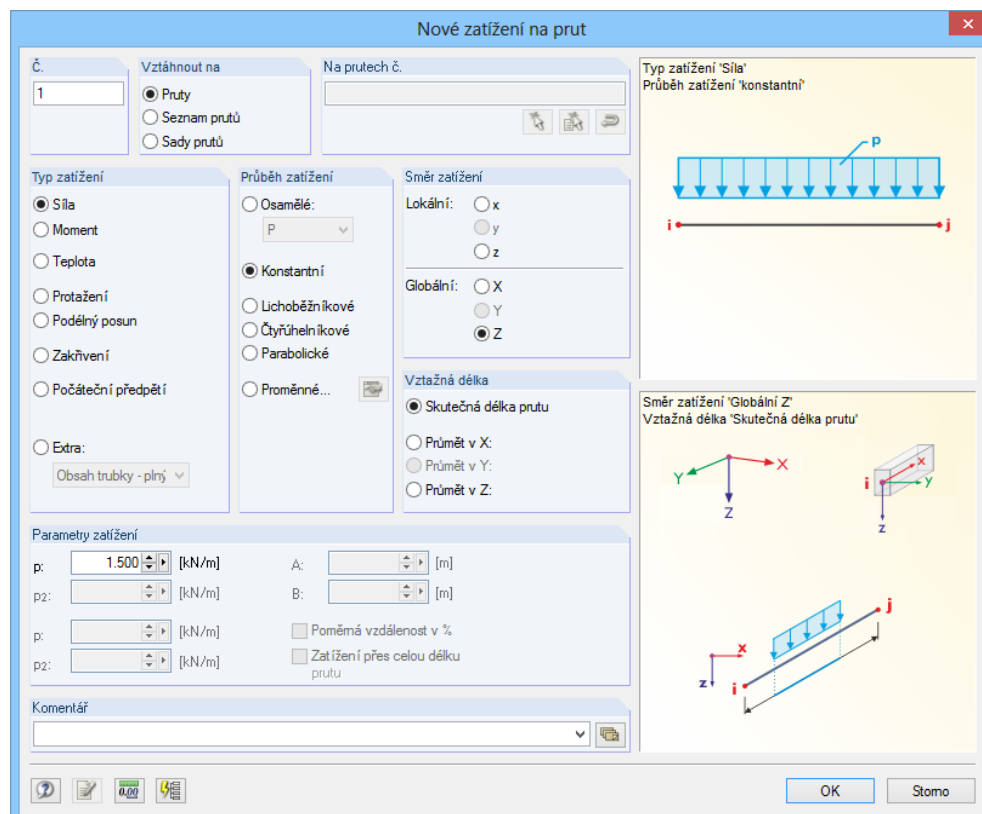 Nové zatížení na prut
Č.
1
Vztáhnout na
Pruty
Seznam prutů
Sady prutů
Na prutech č.
Typ zatížení
Síla
Moment
Teplota
Protažení
Podélný posun
Zakřivení
Počáteční předpětí
Extra:
Obsah trubky - plný
Průběh zatížení
Osamělé:
P
Konstantní
Lichoběžníkové
Čtyřúhelníkové
Parabolické
Proměnné...
Směr zatížení
Lokální:
x
y
z
Globální:
X
Y
Z
Vztažná délka
Skutečná délka prutu
Průmět v X:
Průmět v Y:
Průmět v Z:
Parametry zatížení
p: 1.500 [kN/m]
p2: [kN/m]
p: [kN/m]
p2: [kN/m]
A: [m]
B: [m]
Poměrná vzdálenost v %
Zatížení přes celou délku
prutu
Komentář
Typ zatížení 'Síla'
Průběh zatížení 'konstantní'
p
i
j
Směr zatížení 'Globální Z'
Vztažná délka 'Skutečná délka prutu'
Y
X
Z
i
x
y
z
x
z
i
j
0.00
OK
Storno